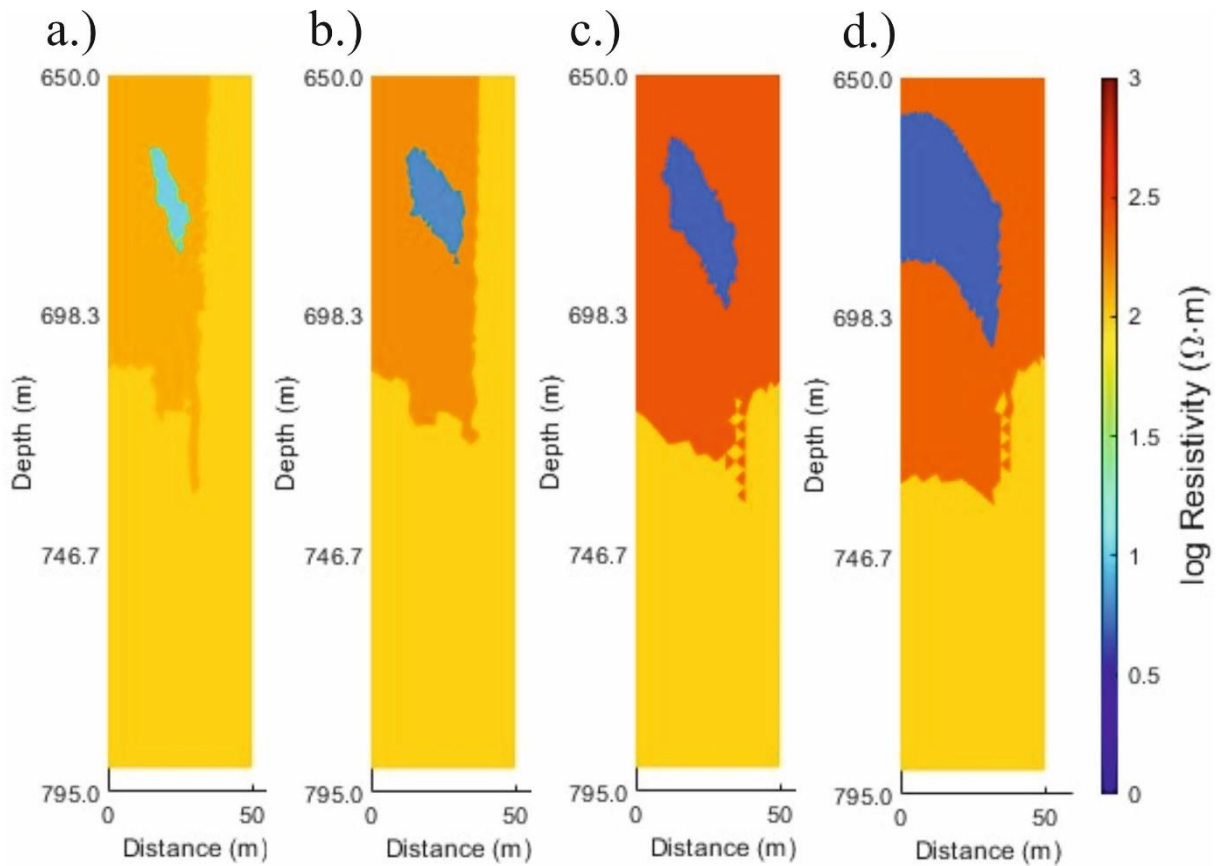 a.) b.) c.) d.)
650.0 650.0 650.0 650.0
698.3 698.3 698.3 698.3
746.7 746.7 746.7 746.7
795.0 795.0 795.0 795.0
Depth (m) Depth (m) Depth (m) Depth (m)
0 50 0 50 0 50 0 50
Distance (m) Distance (m) Distance (m) Distance (m)
3
2.5
2
1.5
1
0.5
0
log Resistivity (Ω·m)